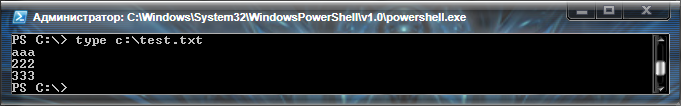 Администратор: C:\Windows\System32\WindowsPowerShell\v1.0\powershell.exe
PS C:\> type c:\test.txt
aaa
222
333
PS C:\>